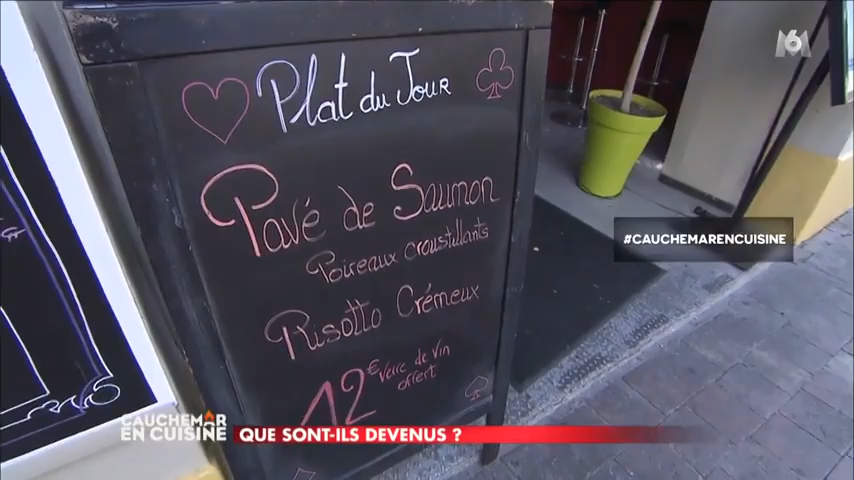 M6
Plat du Jour
Pavé de Saumon
Poireaux croustillants
Risotto Crémeux
12€ verre de vin
offert
#CAUCHEMARENCUISINE
CAUCHEMAR
EN CUISINE
QUE SONT-ILS DEVENUS ?